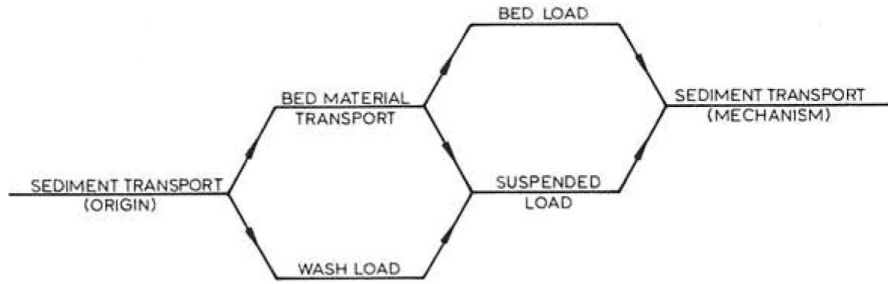 BED LOAD
BED MATERIAL
TRANSPORT
SEDIMENT TRANSPORT
(MECHANISM)
SEDIMENT TRANSPORT
(ORIGIN)
SUSPENDED
LOAD
WASH LOAD